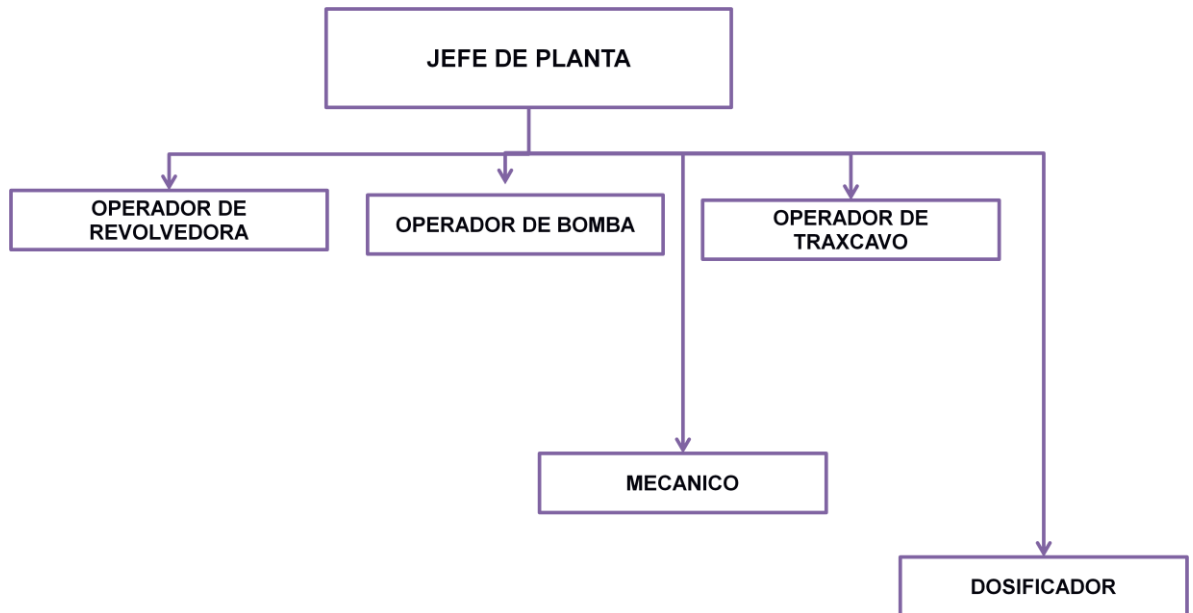 JEFE DE PLANTA
OPERADOR DE
REVOLVEDORA
OPERADOR DE BOMBA
OPERADOR DE
TRAXCAVO
MECANICO
DOSIFICADOR